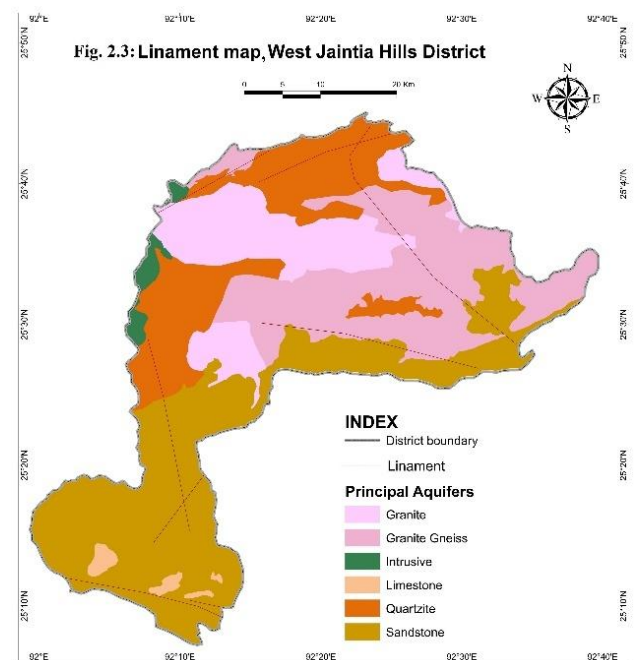 92°E 92°10'E 92°20'E 92°30'E 92°40'E
25°50'N 25°50'N
Fig. 2.3: Linament map, West Jaintia Hills District
0 5 10 20 Km
N
W E
S
25°40'N 25°40'N
25°30'N 25°30'N
25°20'N 25°20'N
25°10'N 25°10'N
INDEX
District boundary
Linament
Principal Aquifers
Granite
Granite Gneiss
Intrusive
Limestone
Quartzite
Sandstone
92°E 92°10'E 92°20'E 92°30'E 92°40'E